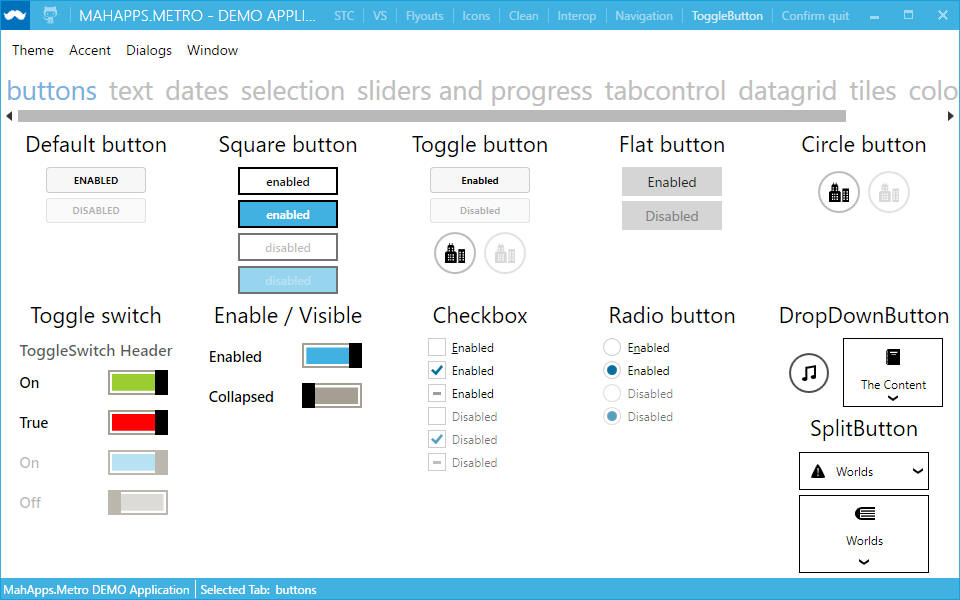 MAHAPPS.METRO - DEMO APPLI... STC VS Flyouts Icons Clean Interop Navigation ToggleButton Confirm quit
Theme Accent Dialogs Window
buttons text dates selection sliders and progress tabcontrol datagrid tiles colo
Default button
ENABLED
DISABLED
Square button
enabled
enabled
disabled
disabled
Toggle button
Enabled
Disabled
Flat button
Enabled
Disabled
Circle button
Toggle switch
ToggleSwitch Header
On
True
On
Off
Enable / Visible
Enabled
Collapsed
Checkbox
Enabled
Enabled
Enabled
Disabled
Disabled
Disabled
Radio button
Enabled
Enabled
Disabled
Disabled
DropDownButton
The Content
SplitButton
Worlds
Worlds
MahApps.Metro DEMO Application Selected Tab: buttons